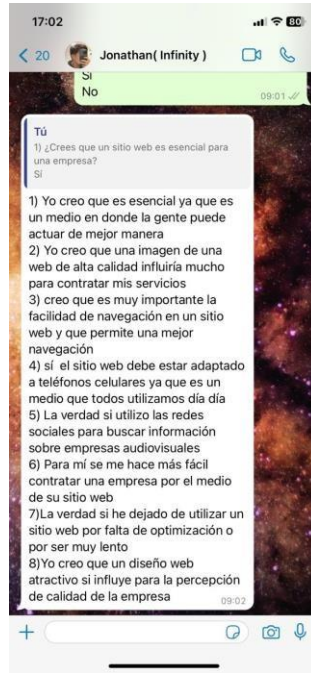 17:02
80
20
Jonathan( Infinity )
Si
No
09:01
Tú
1) ¿Crees que un sitio web es esencial para
una empresa?
Sí
1) Yo creo que es esencial ya que es
un medio en donde la gente puede
actuar de mejor manera
2) Yo creo que una imagen de una
web de alta calidad influiría mucho
para contratar mis servicios
3) creo que es muy importante la
facilidad de navegación en un sitio
web y que permite una mejor
navegación
4) sí el sitio web debe estar adaptado
a teléfonos celulares ya que es un
medio que todos utilizamos día día
5) La verdad si utilizo las redes
sociales para buscar información
sobre empresas audiovisuales
6) Para mí se me hace más fácil
contratar una empresa por el medio
de su sitio web
7)La verdad si he dejado de utilizar un
sitio web por falta de optimización o
por ser muy lento
8)Yo creo que un diseño web
atractivo si influye para la percepción
de calidad de la empresa
09:02